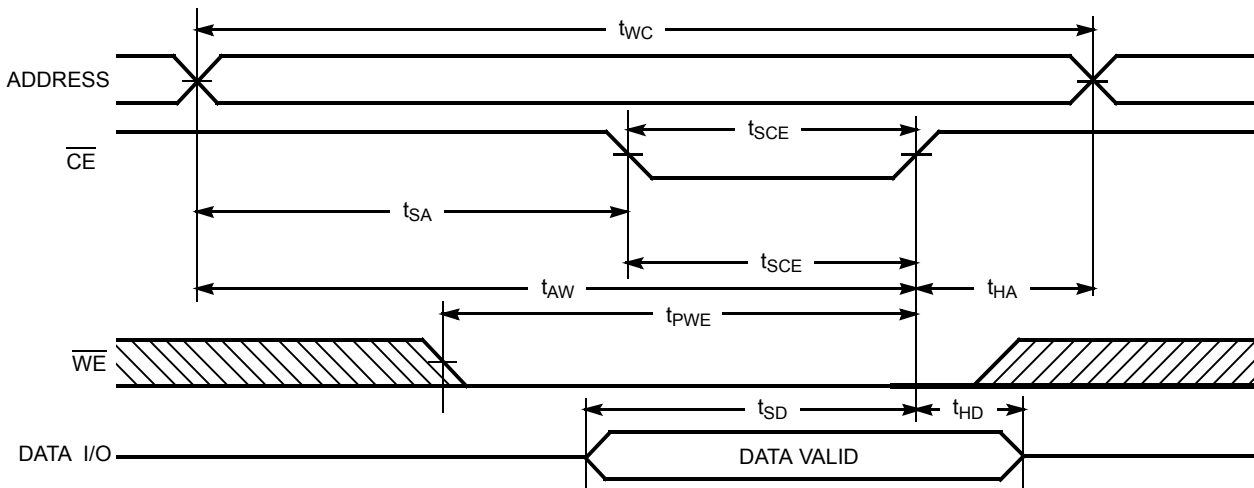 tWC
ADDRESS
tSCE
CE
tSA
tSCE
tAW
tHA
tPWE
WE
tSD
tHD
DATA I/O
DATA VALID